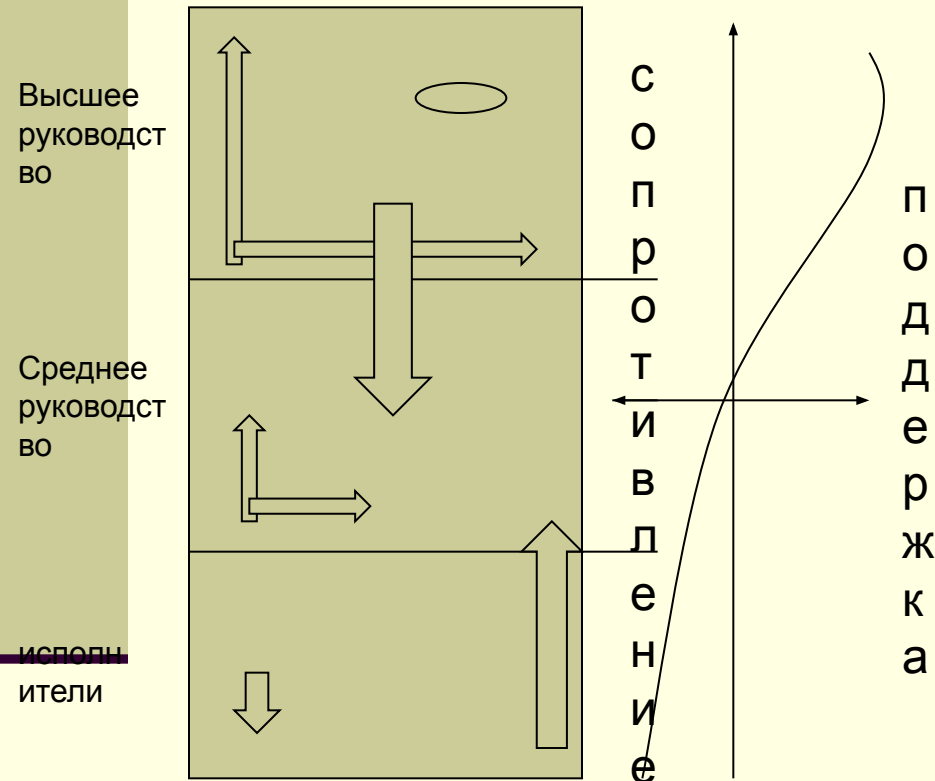 Высшее
руководст
во
Среднее
руководст
во
исполн
ители
с
о
п
р
о
т
и
в
л
е
н
и
е
п
о
д
д
е
р
ж
к
а